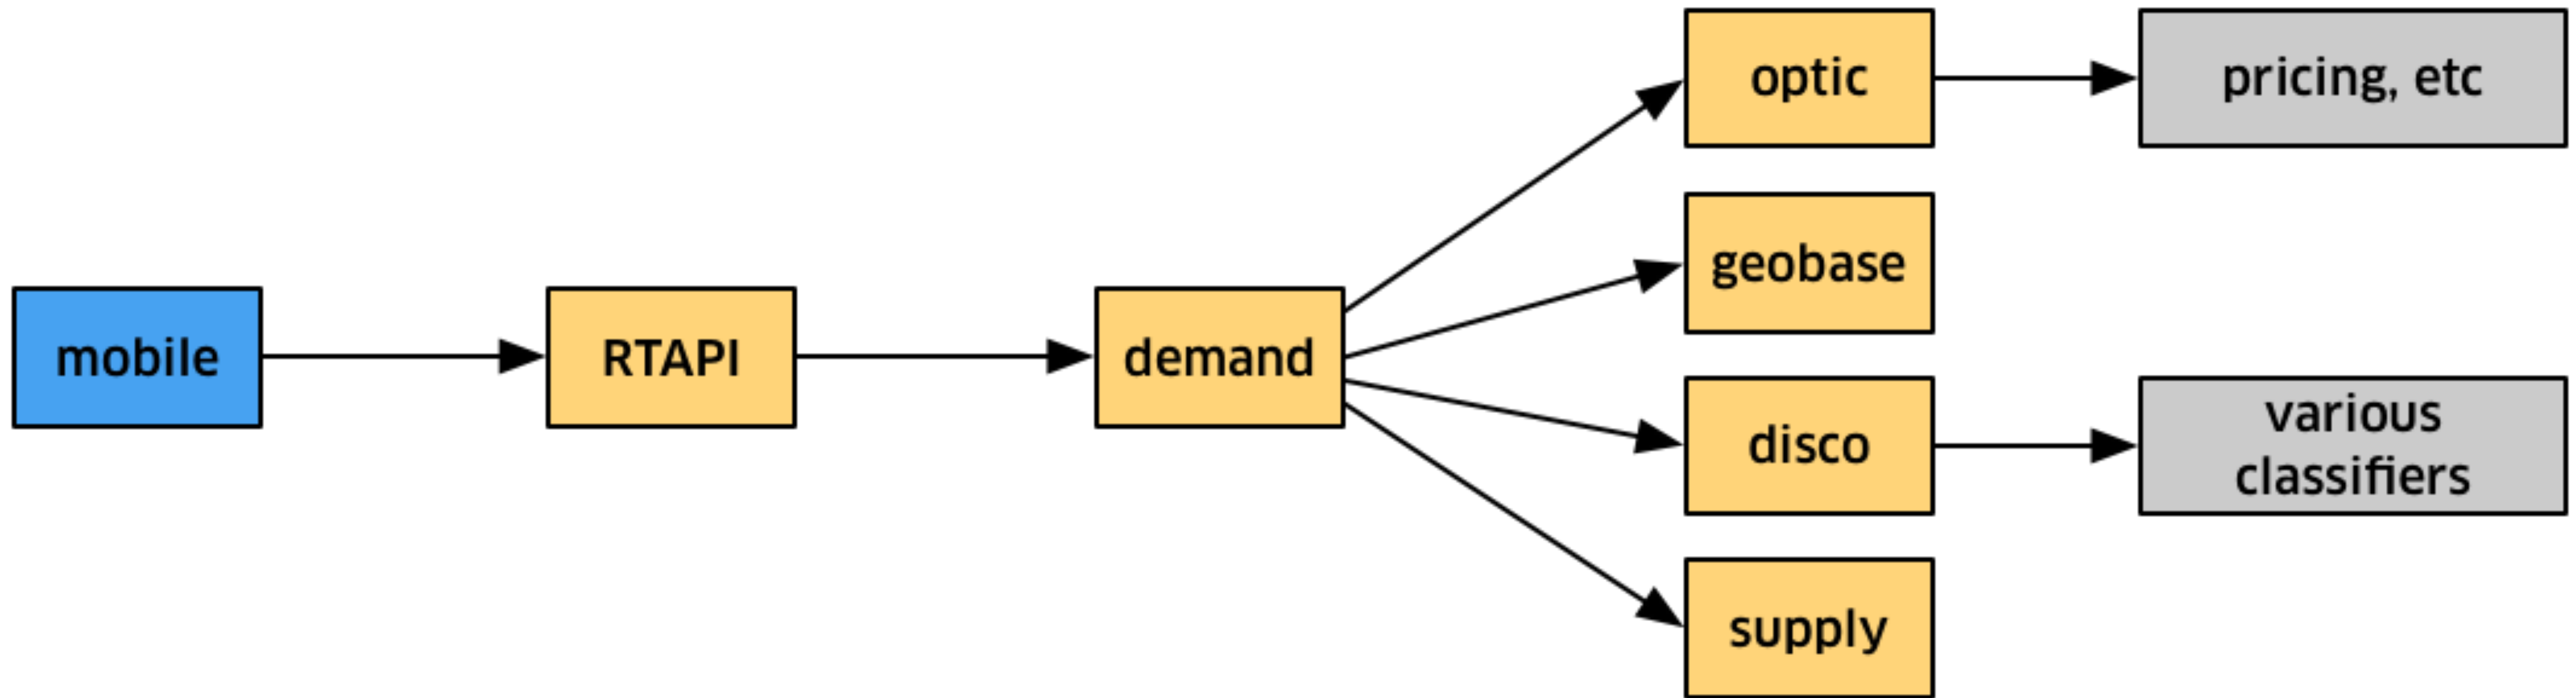 mobile
RTAPI
demand
optic
pricing, etc
geobase
disco
various
classifiers
supply